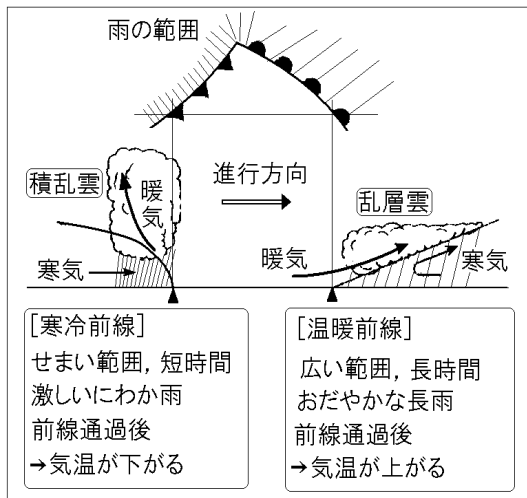 雨の範囲
積乱雲
暖気
進行方向
乱層雲
寒気
暖気
寒気
[寒冷前線]
せまい範囲, 短時間
激しいにわか雨
前線通過後
→気温が下がる
[温暖前線]
広い範囲, 長時間
おだやかな長雨
前線通過後
→気温が上がる